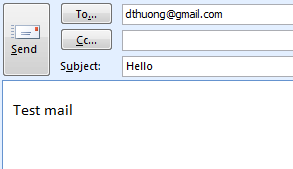 To... dthuong@gmail.com
Send
Cc...
Subject: Hello
Test mail